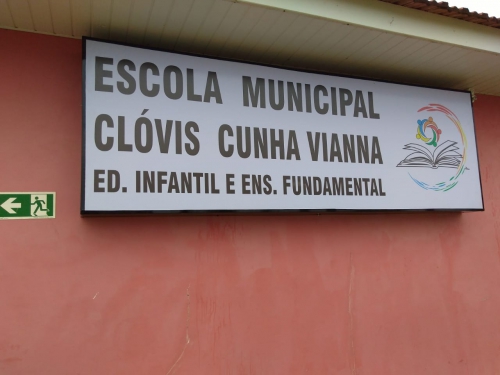 ESCOLA MUNICIPAL
CLÓVIS CUNHA VIANNA
ED. INFANTIL E ENS. FUNDAMENTAL